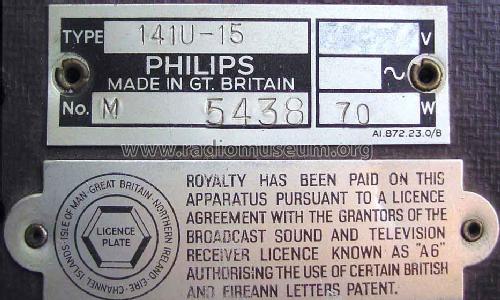 TYPE 141U-15 V
PHILIPS
MADE IN GT. BRITAIN ~
No. M 5438 70 W
A1.872.23.0/B
www.radiomuseum.org
ISLE OF MAN·GREAT BRITAIN·NORTHERN IRELAND·EIRE·CHANNEL ISLANDS·
LICENCE
PLATE
ROYALTY HAS BEEN PAID ON THIS
APPARATUS PURSUANT TO A LICENCE
AGREEMENT WITH THE GRANTORS OF THE
BROADCAST SOUND AND TELEVISION
RECEIVER LICENCE KNOWN AS "A6"
AUTHORISING THE USE OF CERTAIN BRITISH
AND EIREANN LETTERS PATENT.